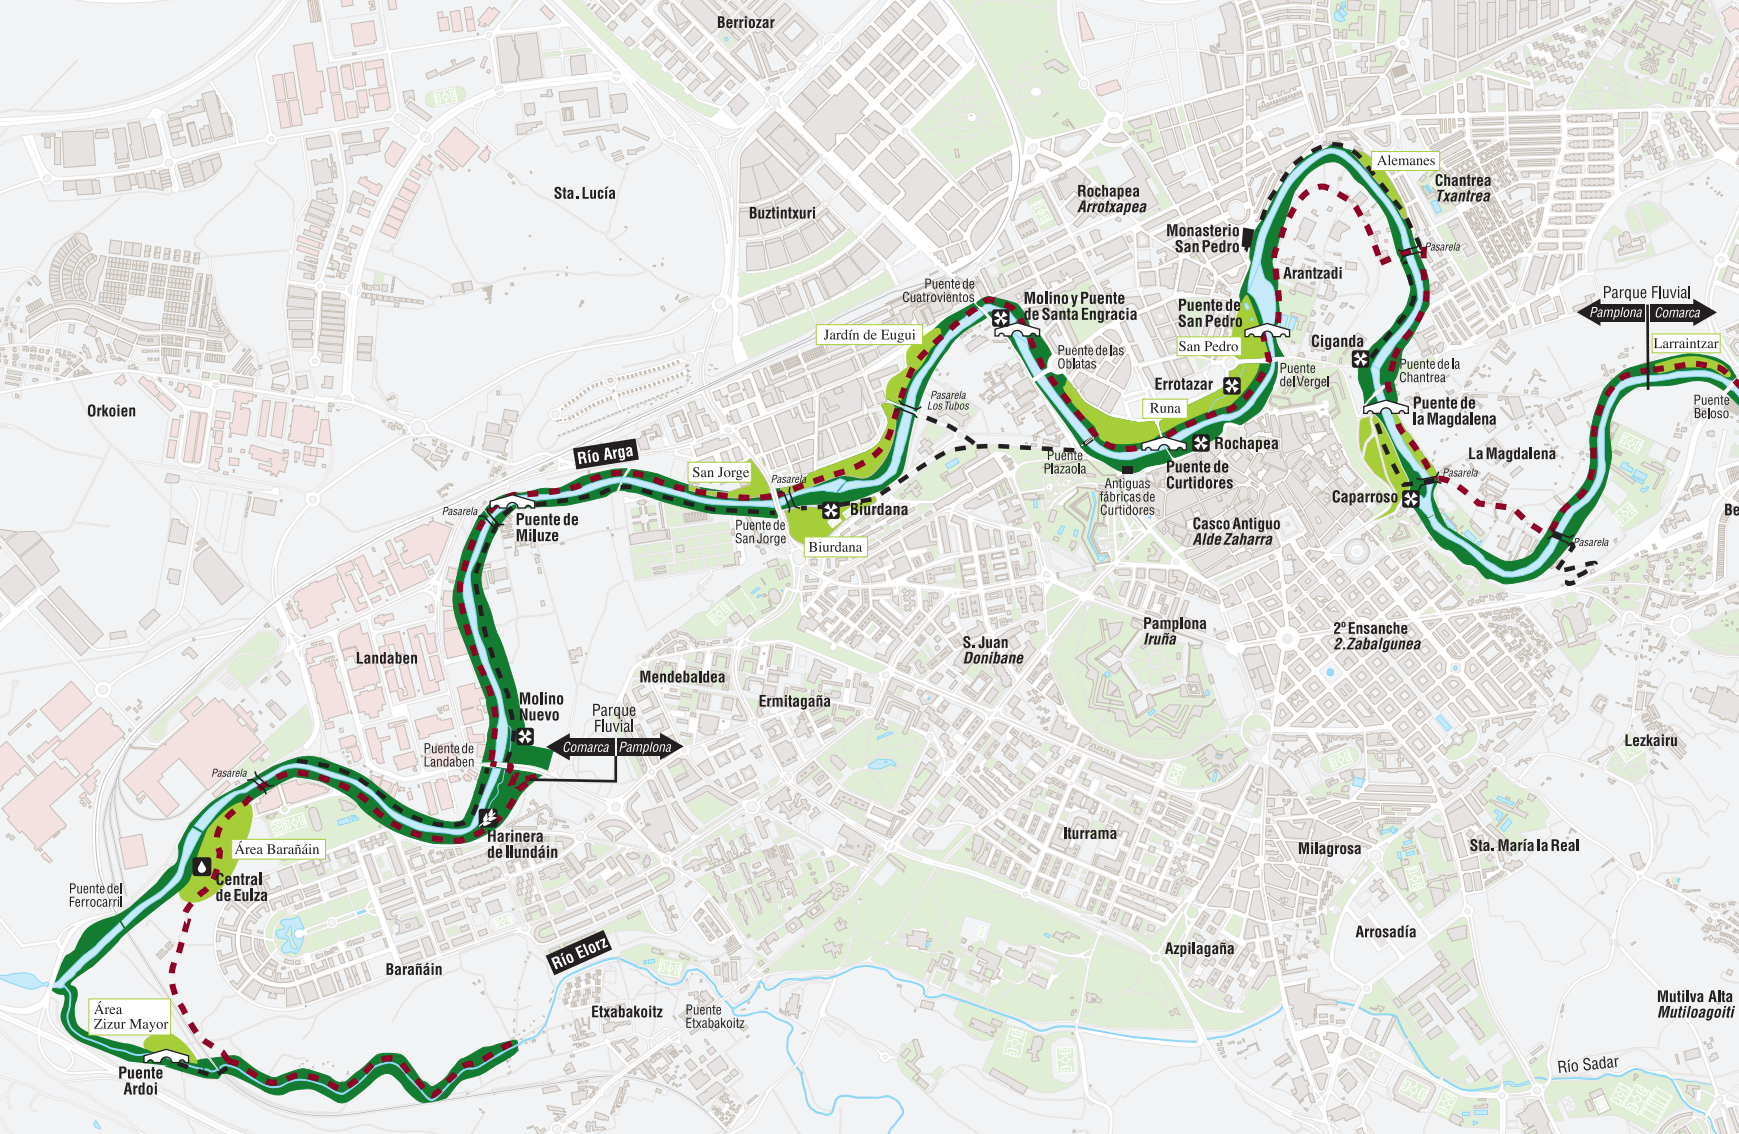 Berriozar
Sta. Lucía
Buztintxuri
Rochapea
Arrotxapea
Alemanes
Chantrea
Txantrea
Monasterio
San Pedro
Pasarela
Arantzadi
Puente de
Cuatrovientos
Molino y Puente
de Santa Engracia
Puente de
San Pedro
San Pedro
Parque Fluvial
Pamplona
Comarca
Larraintzar
Jardín de Eugui
Ciganda
Puente de las
Oblatas
Puente de la
Chantrea
Puente
del Vergel
Errotazar
Puente
Beloso
Orkoien
Pasarela
Los Tubos
Runa
Puente de
la Magdalena
Río Arga
Rochapea
La Magdalena
San Jorge
Pasarela
Puente
Plazaola
Puente de
Curtidores
Pasarela
Antiguas
fábricas de
Curtidores
Caparroso
Pasarela
Puente de
Miluze
Biurdana
Puente de
San Jorge
Biurdana
Casco Antiguo
Alde Zaharra
Be
Pasarela
Pamplona
Iruña
2º Ensanche
2. Zabalgunea
S. Juan
Donibane
Landaben
Mendebaldea
Ermitagaña
Molino
Nuevo
Parque
Fluvial
Comarca
Pamplona
Lezkairu
Puente de
Landaben
Pasarela
Harinera
de Ilundáin
Iturrama
Milagrosa
Sta. María la Real
Área Barañáin
Central
de Eulza
Puente del
Ferrocarril
Arrosadía
Azpilagaña
Río Elorz
Barañáin
Mutilva Alta
Mutiloagoiti
Área
Zizur Mayor
Etxabakoitz
Puente
Etxabakoitz
Puente
Ardoi
Río Sadar